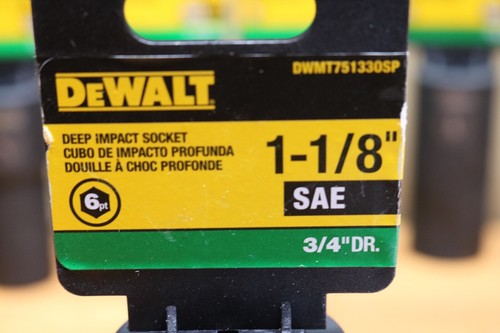 DWMT75133OSP
DEWALT
DEEP IMPACT SOCKET
CUBO DE IMPACTO PROFUNDA
DOUILLE À CHOC PROFONDE
6pt
1-1/8"
SAE
3/4"DR.